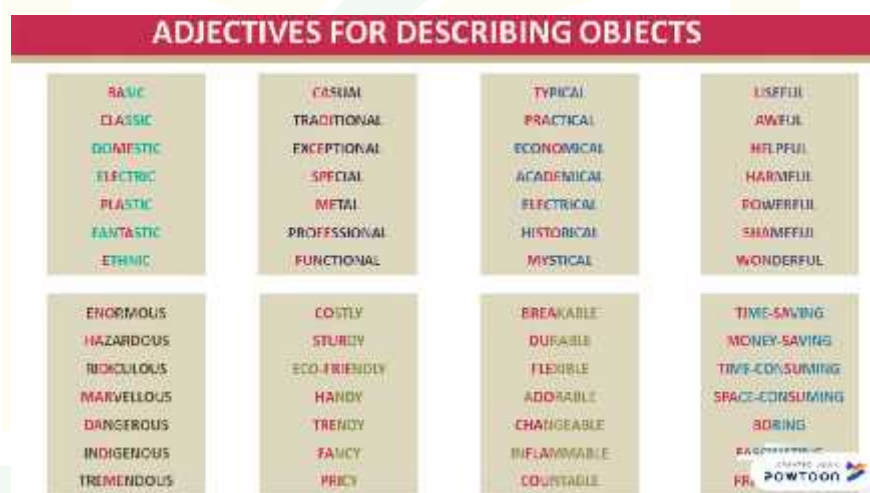 ADJECTIVES FOR DESCRIBING OBJECTS
BASIC
CLASSIC
DOMESTIC
ELECTRIC
PLASTIC
FANTASTIC
ETHNIC
CASUAL
TRADITIONAL
EXCEPTIONAL
SPECIAL
METAL
PROFESSIONAL
FUNCTIONAL
TYPICAL
PRACTICAL
ECONOMICAL
ACADEMICAL
ELECTRICAL
HISTORICAL
MYSTICAL
USEFUL
AWFUL
HELPFUL
HARMFUL
POWERFUL
SHAMEFUL
WONDERFUL
ENORMOUS
HAZARDOUS
RIDICULOUS
MARVELLOUS
DANGEROUS
INDIGENOUS
TREMENDOUS
COSTLY
STURDY
ECO-FRIENDLY
HANDY
TRENDY
FANCY
PRICY
BREAKABLE
DURABLE
FLEXIBLE
ADORABLE
CHANGEABLE
INFLAMMABLE
COUNTABLE
TIME-SAVING
MONEY-SAVING
TIME-CONSUMING
SPACE-CONSUMING
BORING
POWTOON